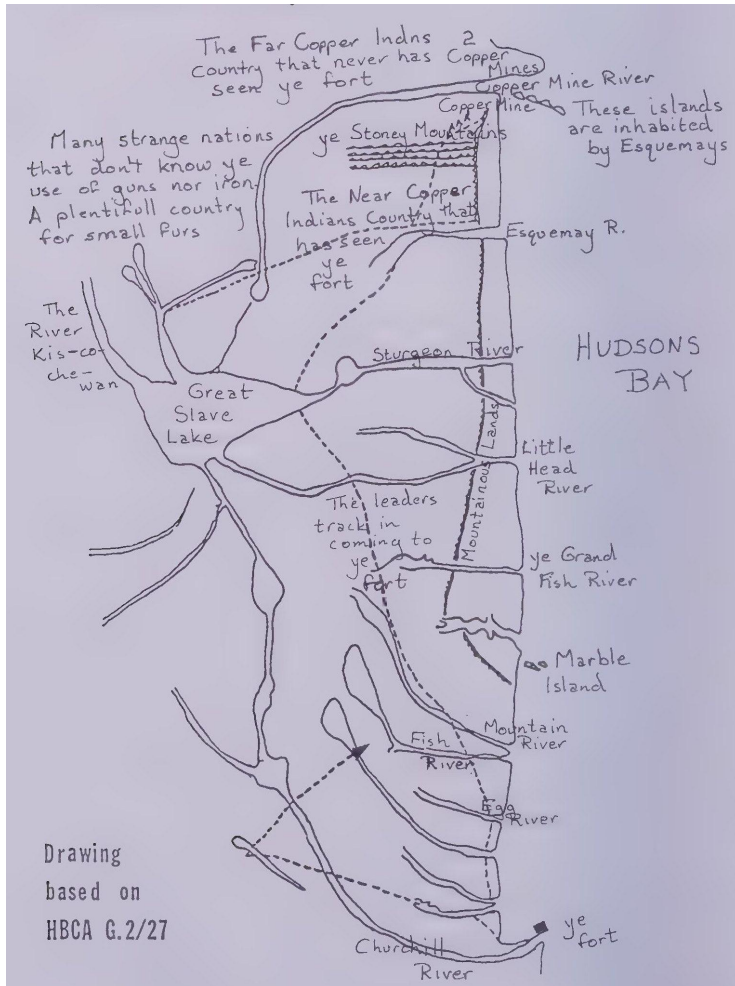 The Far Copper Indns
Country that never has
seen ye fort
2
Copper
Mines
Copper Mine River
Copper Mine
These islands
are inhabited
by Esquemays
Many strange nations
that don't know ye
use of guns nor iron.
A plentifull country
for small furs
ye Stoney Mountains
The Near Copper
Indians Country that
has seen
ye
fort
Esquemay R.
The
River
Kis-co-
che-
wan
Sturgeon River
HUDSONS
BAY
Great
Slave
Lake
Mountainous Lands
Little
Head
River
The leaders
track in
coming to
ye
fort
ye Grand
Fish River
Marble
Island
Mountain
River
Fish
River
Egg
River
Drawing
based on
HBCA G.2/27
ye
fort
Churchill
River